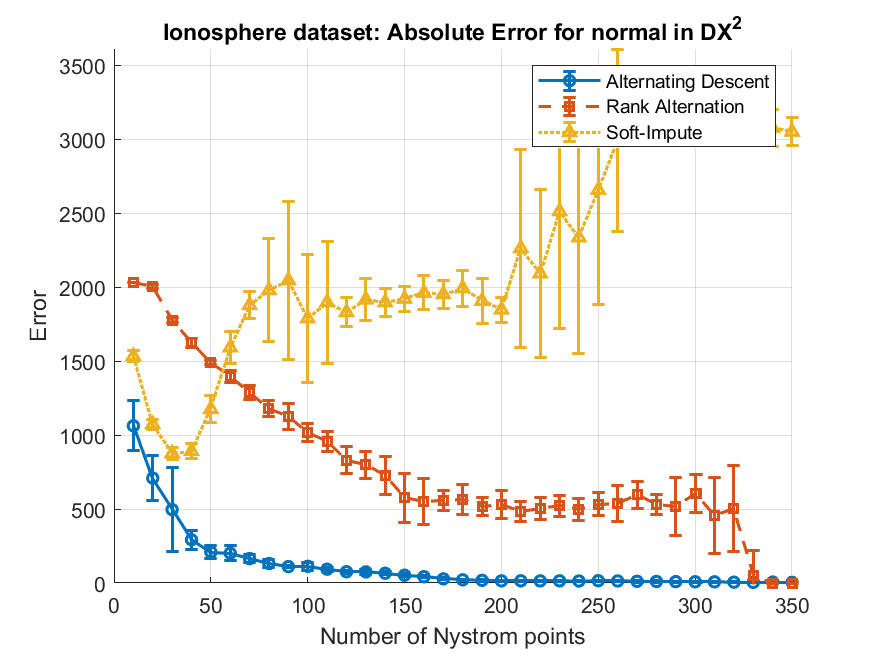 Ionosphere dataset: Absolute Error for normal in DX²
3500
3000
2500
2000
1500
1000
500
0
Error
Alternating Descent
Rank Alternation
Soft-Impute
0 50 100 150 200 250 300 350
Number of Nystrom points